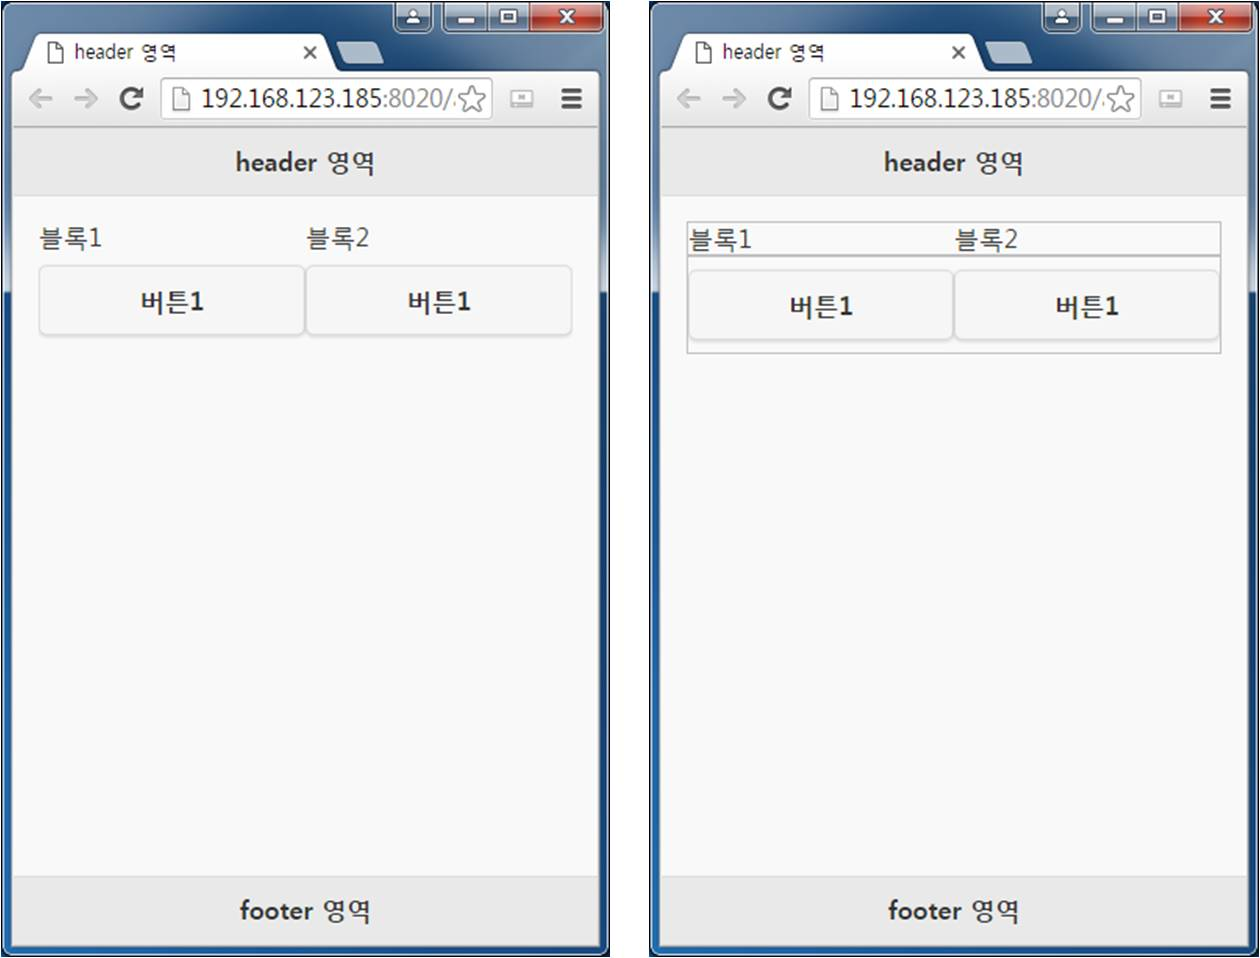 header 영역
192.168.123.185:8020/
header 영역
블록1 블록2
버튼1 버튼1
footer 영역
header 영역
192.168.123.185:8020/
header 영역
블록1 블록2
버튼1 버튼1
footer 영역